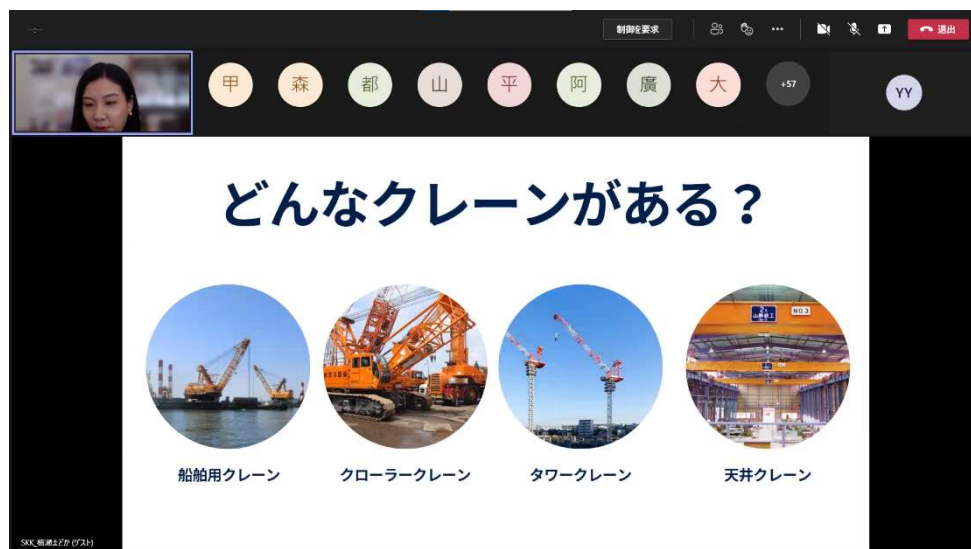 制御を要求
退出
甲
森
都
山
平
阿
廣
大
+57
YY
どんなクレーンがある？
NO.3
船舶用クレーン
クローラークレーン
タワークレーン
天井クレーン